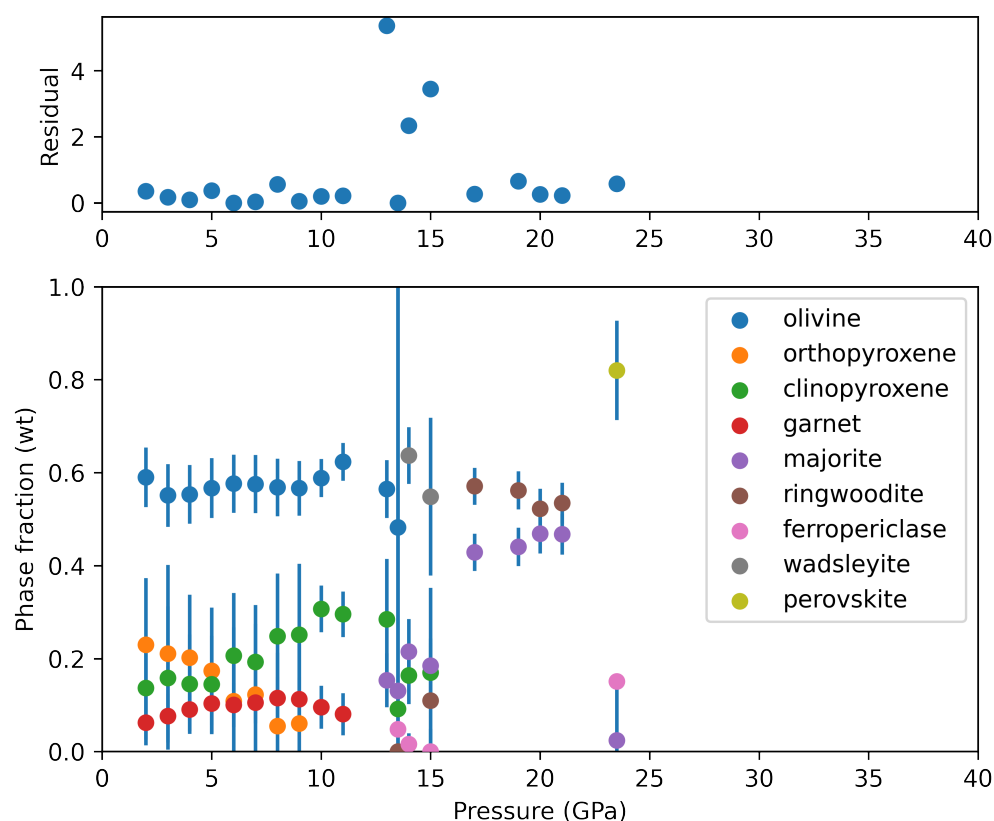 Residual
4
2
0
0 5 10 15 20 25 30 35 40
Phase fraction (wt)
1.0
0.8
0.6
0.4
0.2
0.0
olivine
orthopyroxene
clinopyroxene
garnet
majorite
ringwoodite
ferropericlase
wadsleyite
perovskite
0 5 10 15 20 25 30 35 40
Pressure (GPa)